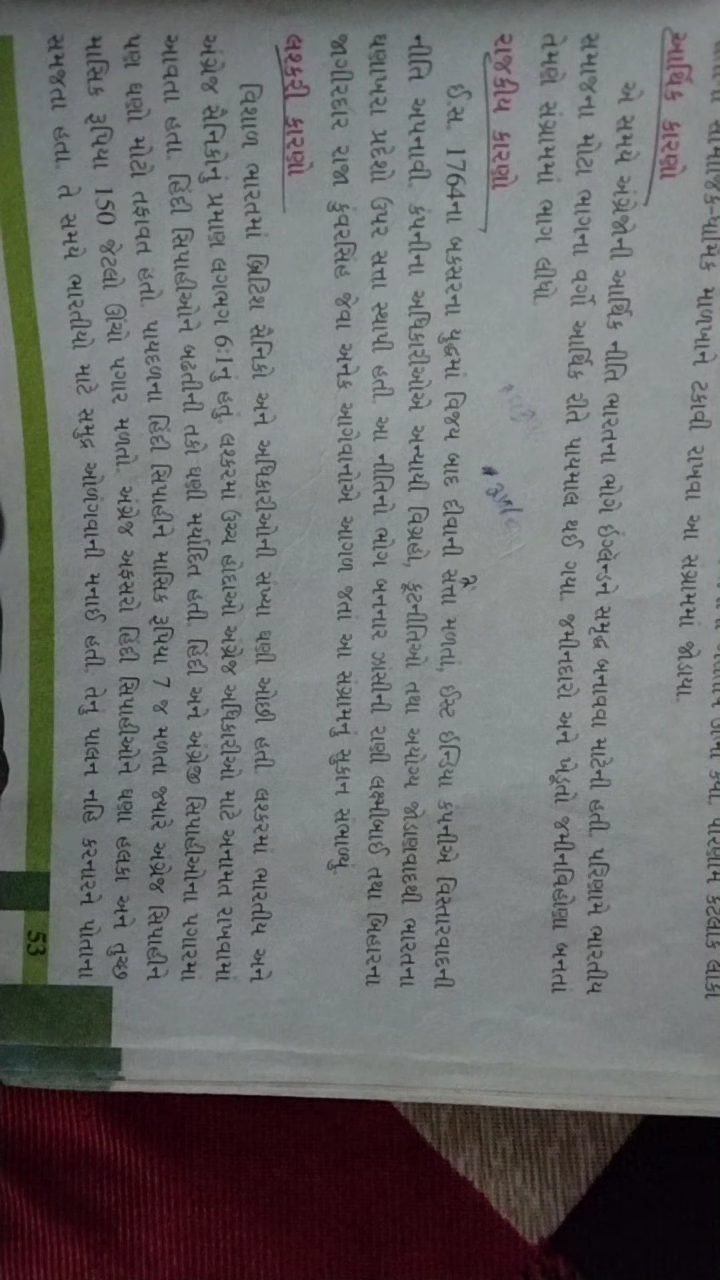 સામાજિક-ધાર્મિક માળખાને ટકાવી રાખવા આ સંગ્રામમાં જોડાયા.
આર્થિક કારણો
એ સમયે અંગ્રેજોની આર્થિક નીતિ ભારતના ભોગે ઈંગ્લેન્ડને સમૃદ્ધ બનાવવા માટેની હતી. પરિણામે ભારતીય
સમાજના મોટા ભાગના વર્ગો આર્થિક રીતે પાયમાલ થઈ ગયા. જમીનદારો અને ખેડૂતો જમીનવિહોણા બનતા
તેમણે સંગ્રામમાં ભાગ લીધો.
રાજકીય કારણો
ઈ.સ. 1764ના બક્સરના યુદ્ધમાં વિજય બાદ દીવાની સત્તા મળતાં, ઈસ્ટ ઇન્ડિયા કંપનીએ વિસ્તારવાદની
નીતિ અપનાવી. કંપનીના અધિકારીઓએ અન્યાયી વિગ્રહો, કૂટનીતિઓ તથા અયોગ્ય જોડાણવાદથી ભારતના
ઘણાખરા પ્રદેશો ઉપર સત્તા સ્થાપી હતી. આ નીતિનો ભોગ બનનાર ઝાંસીની રાણી લક્ષ્મીબાઈ તથા બિહારના
જાગીરદાર રાજા કુંવરસિંહ જેવા અનેક આગેવાનોએ આગળ જતાં આ સંગ્રામનું સુકાન સંભાળ્યું.
લશ્કરી કારણો
વિશાળ ભારતમાં બ્રિટિશ સૈનિકો અને અધિકારીઓની સંખ્યા ઘણી ઓછી હતી. લશ્કરમાં ભારતીય અને
અંગ્રેજ સૈનિકોનું પ્રમાણ લગભગ 6:1નું હતું. લશ્કરમાં ઉચ્ચ હોદાઓ અંગ્રેજ અધિકારીઓ માટે અનામત રાખવામાં
આવતા હતા. હિંદી સિપાહીઓને બઢતીની તકો ઘણી મર્યાદિત હતી. હિંદી અને અંગ્રેજી સિપાહીઓના પગારમાં
પણ ઘણો મોટો તફાવત હતો. પાયદળના હિંદી સિપાહીને માસિક રૂપિયા 7 જ મળતા જ્યારે અંગ્રેજ સિપાહીને
માસિક રૂપિયા 150 જેટલો ઊંચો પગાર મળતો. અંગ્રેજ અફસરો હિંદી સિપાહીઓને ઘણા હલકા અને તુચ્છ
સમજતા હતા. તે સમયે ભારતીયો માટે સમુદ્ર ઓળંગવાની મનાઈ હતી. તેનું પાલન નહિ કરનારને પોતાના
53